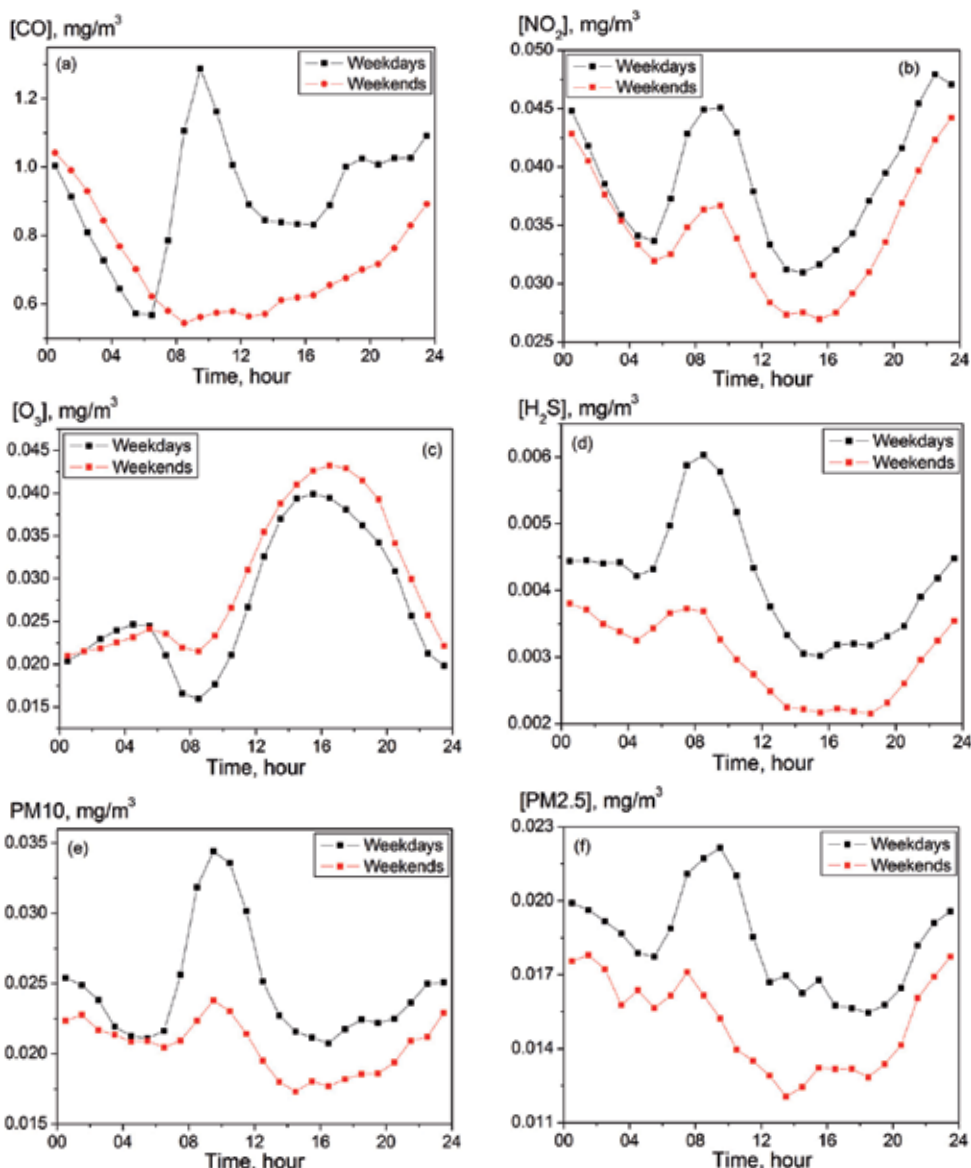 [CO], mg/m³
(a)
Weekdays
Weekends
1.2
1.0
0.8
0.6
00 04 08 12 16 20 24
Time, hour
[NO₂], mg/m³
0.050
Weekdays
Weekends
(b)
0.045
0.040
0.035
0.030
0.025
00 04 08 12 16 20 24
Time, hour
[O₃], mg/m³
0.045
Weekdays
Weekends
(c)
0.040
0.035
0.030
0.025
0.020
0.015
00 04 08 12 16 20 24
Time, hour
[H₂S], mg/m³
(d)
Weekdays
Weekends
0.006
0.005
0.004
0.003
0.002
00 04 08 12 16 20 24
Time, hour
PM10, mg/m³
0.035
(e)
Weekdays
Weekends
0.030
0.025
0.020
0.015
00 04 08 12 16 20 24
Time, hour
[PM2.5], mg/m³
0.023
(f)
Weekdays
Weekends
0.020
0.017
0.014
0.011
00 04 08 12 16 20 24
Time, hour